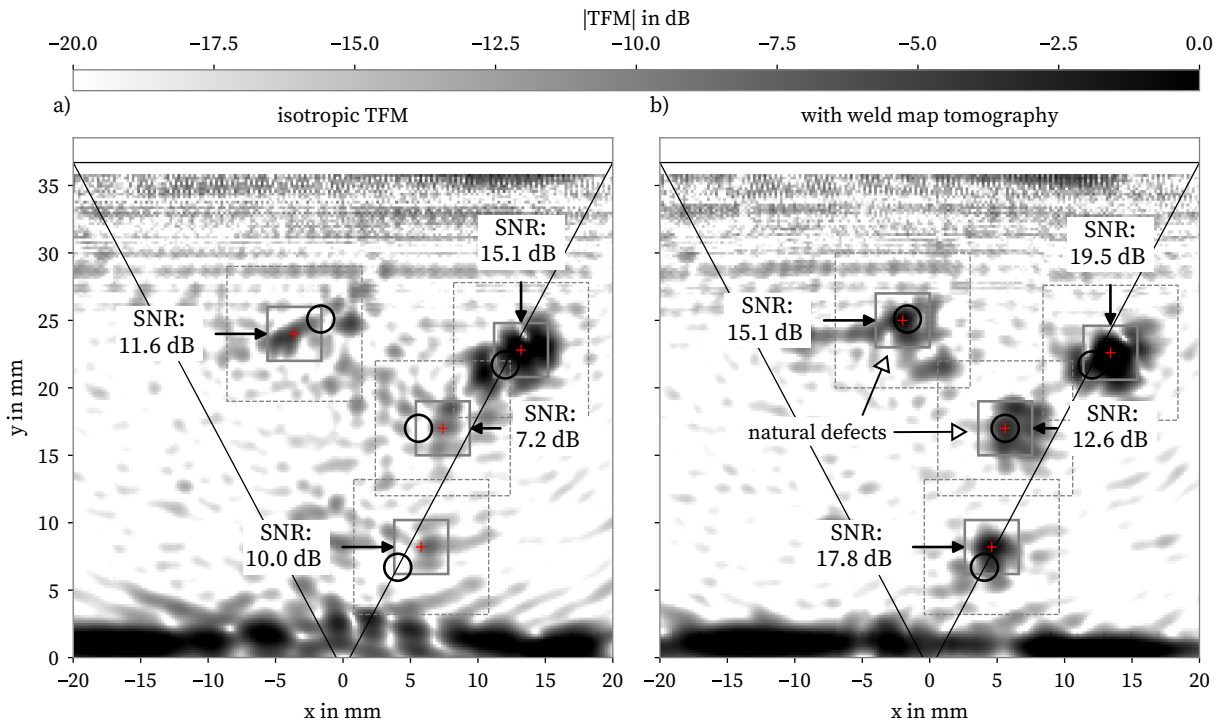 |TFM| in dB
−20.0 −17.5 −15.0 −12.5 −10.0 −7.5 −5.0 −2.5 0.0
a) isotropic TFM
b) with weld map tomography
y in mm
35
30
25
20
15
10
5
0
SNR:
15.1 dB
SNR:
11.6 dB
SNR:
7.2 dB
SNR:
10.0 dB
−20 −15 −10 −5 0 5 10 15 20
x in mm
SNR:
19.5 dB
SNR:
15.1 dB
natural defects
SNR:
12.6 dB
SNR:
17.8 dB
−20 −15 −10 −5 0 5 10 15 20
x in mm